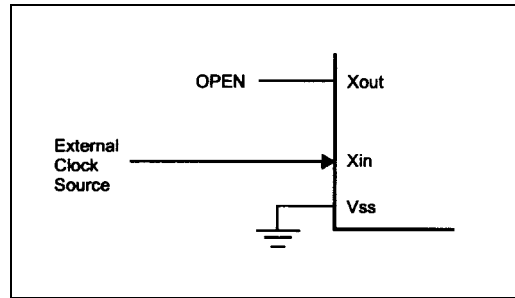 OPEN
Xout
External
Clock
Source
Xin
Vss